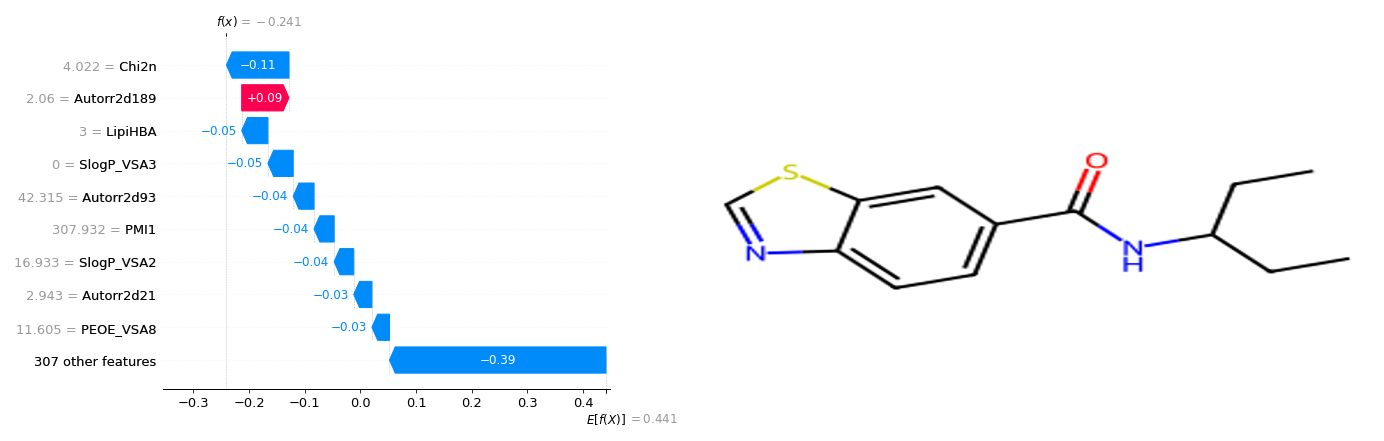 f(x) = −0.241
4.022 = Chi2n
−0.11
2.06 = Autorr2d189
+0.09
3 = LipiHBA
−0.05
0 = SlogP_VSA3
−0.05
42.315 = Autorr2d93
−0.04
307.932 = PMI1
−0.04
16.933 = SlogP_VSA2
−0.04
2.943 = Autorr2d21
−0.03
11.605 = PEOE_VSA8
−0.03
307 other features
−0.39
−0.3 −0.2 −0.1 0.0 0.1 0.2 0.3 0.4
E[f(X)] = 0.441
O
S
N
N
H